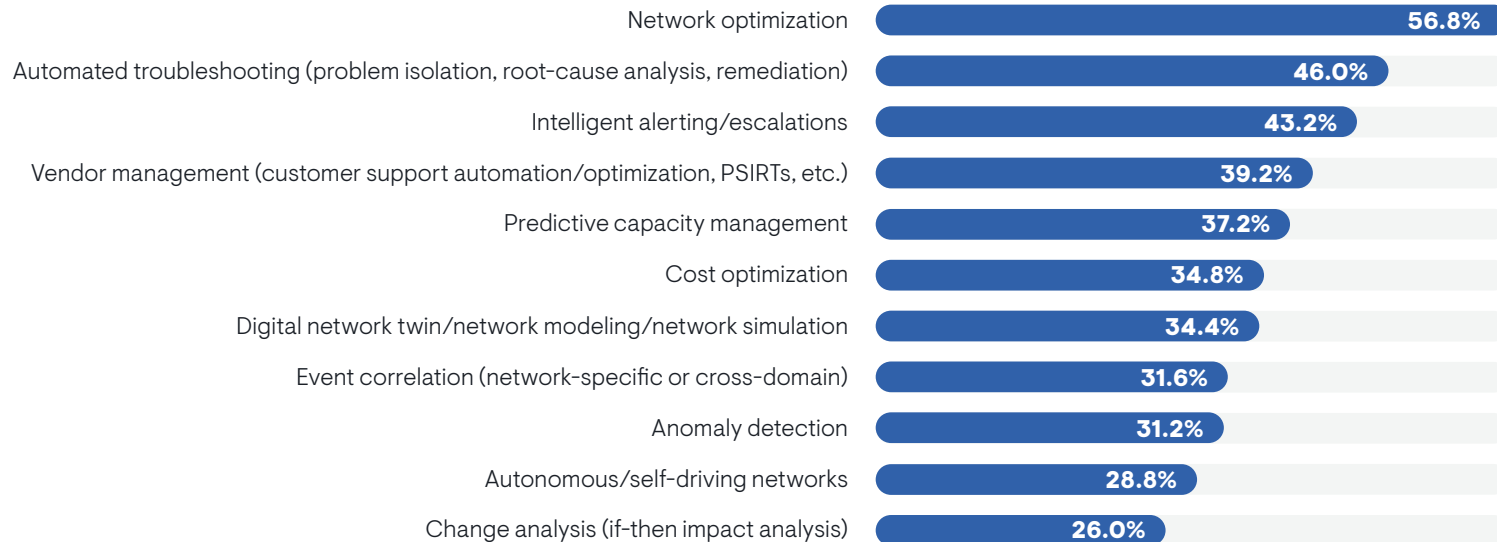 Network optimization 56.8%
Automated troubleshooting (problem isolation, root-cause analysis, remediation) 46.0%
Intelligent alerting/escalations 43.2%
Vendor management (customer support automation/optimization, PSIRTs, etc.) 39.2%
Predictive capacity management 37.2%
Cost optimization 34.8%
Digital network twin/network modeling/network simulation 34.4%
Event correlation (network-specific or cross-domain) 31.6%
Anomaly detection 31.2%
Autonomous/self-driving networks 28.8%
Change analysis (if-then impact analysis) 26.0%